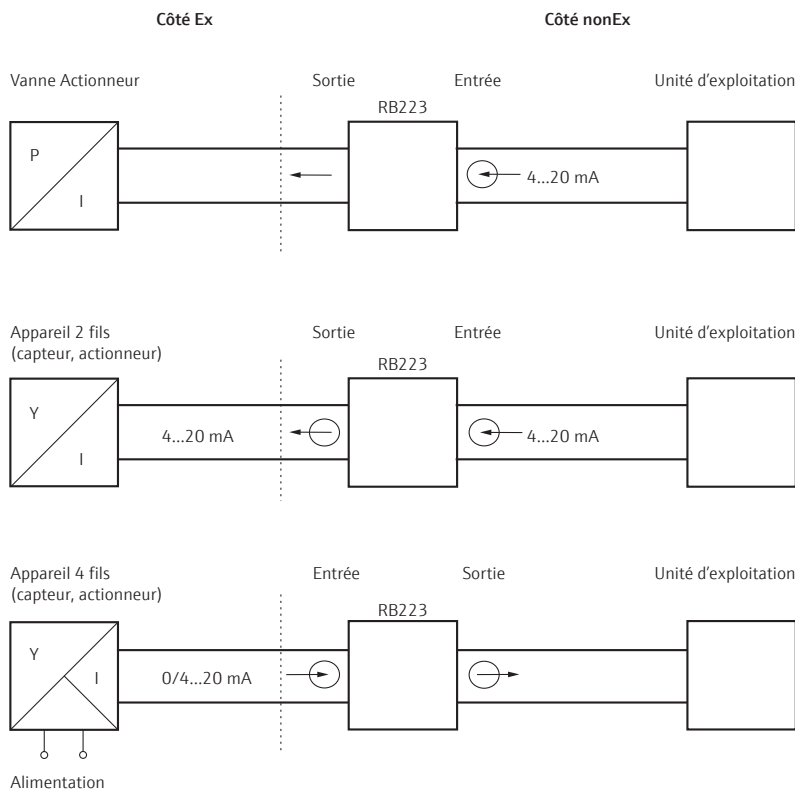 Côté Ex
Côté nonEx
Vanne Actionneur
Sortie
Entrée
Unité d'exploitation
RB223
P
I
4...20 mA
Appareil 2 fils
(capteur, actionneur)
Sortie
Entrée
Unité d'exploitation
RB223
Y
I
4...20 mA
4...20 mA
Appareil 4 fils
(capteur, actionneur)
Entrée
Sortie
Unité d'exploitation
RB223
Y
I
0/4...20 mA
Alimentation